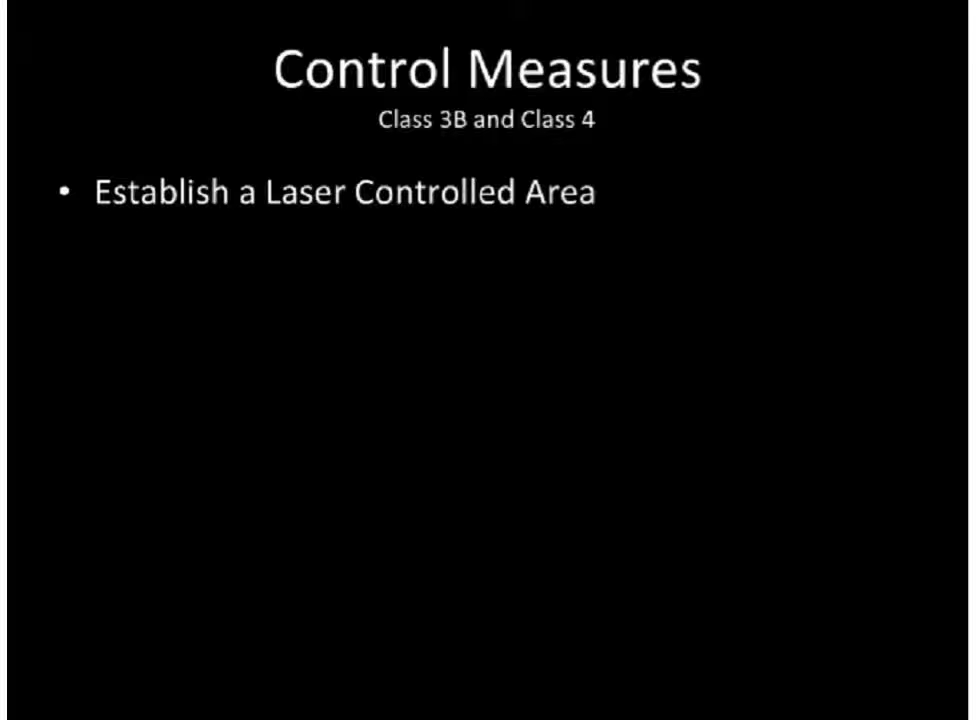 Control Measures
Class 3B and Class 4
• Establish a Laser Controlled Area